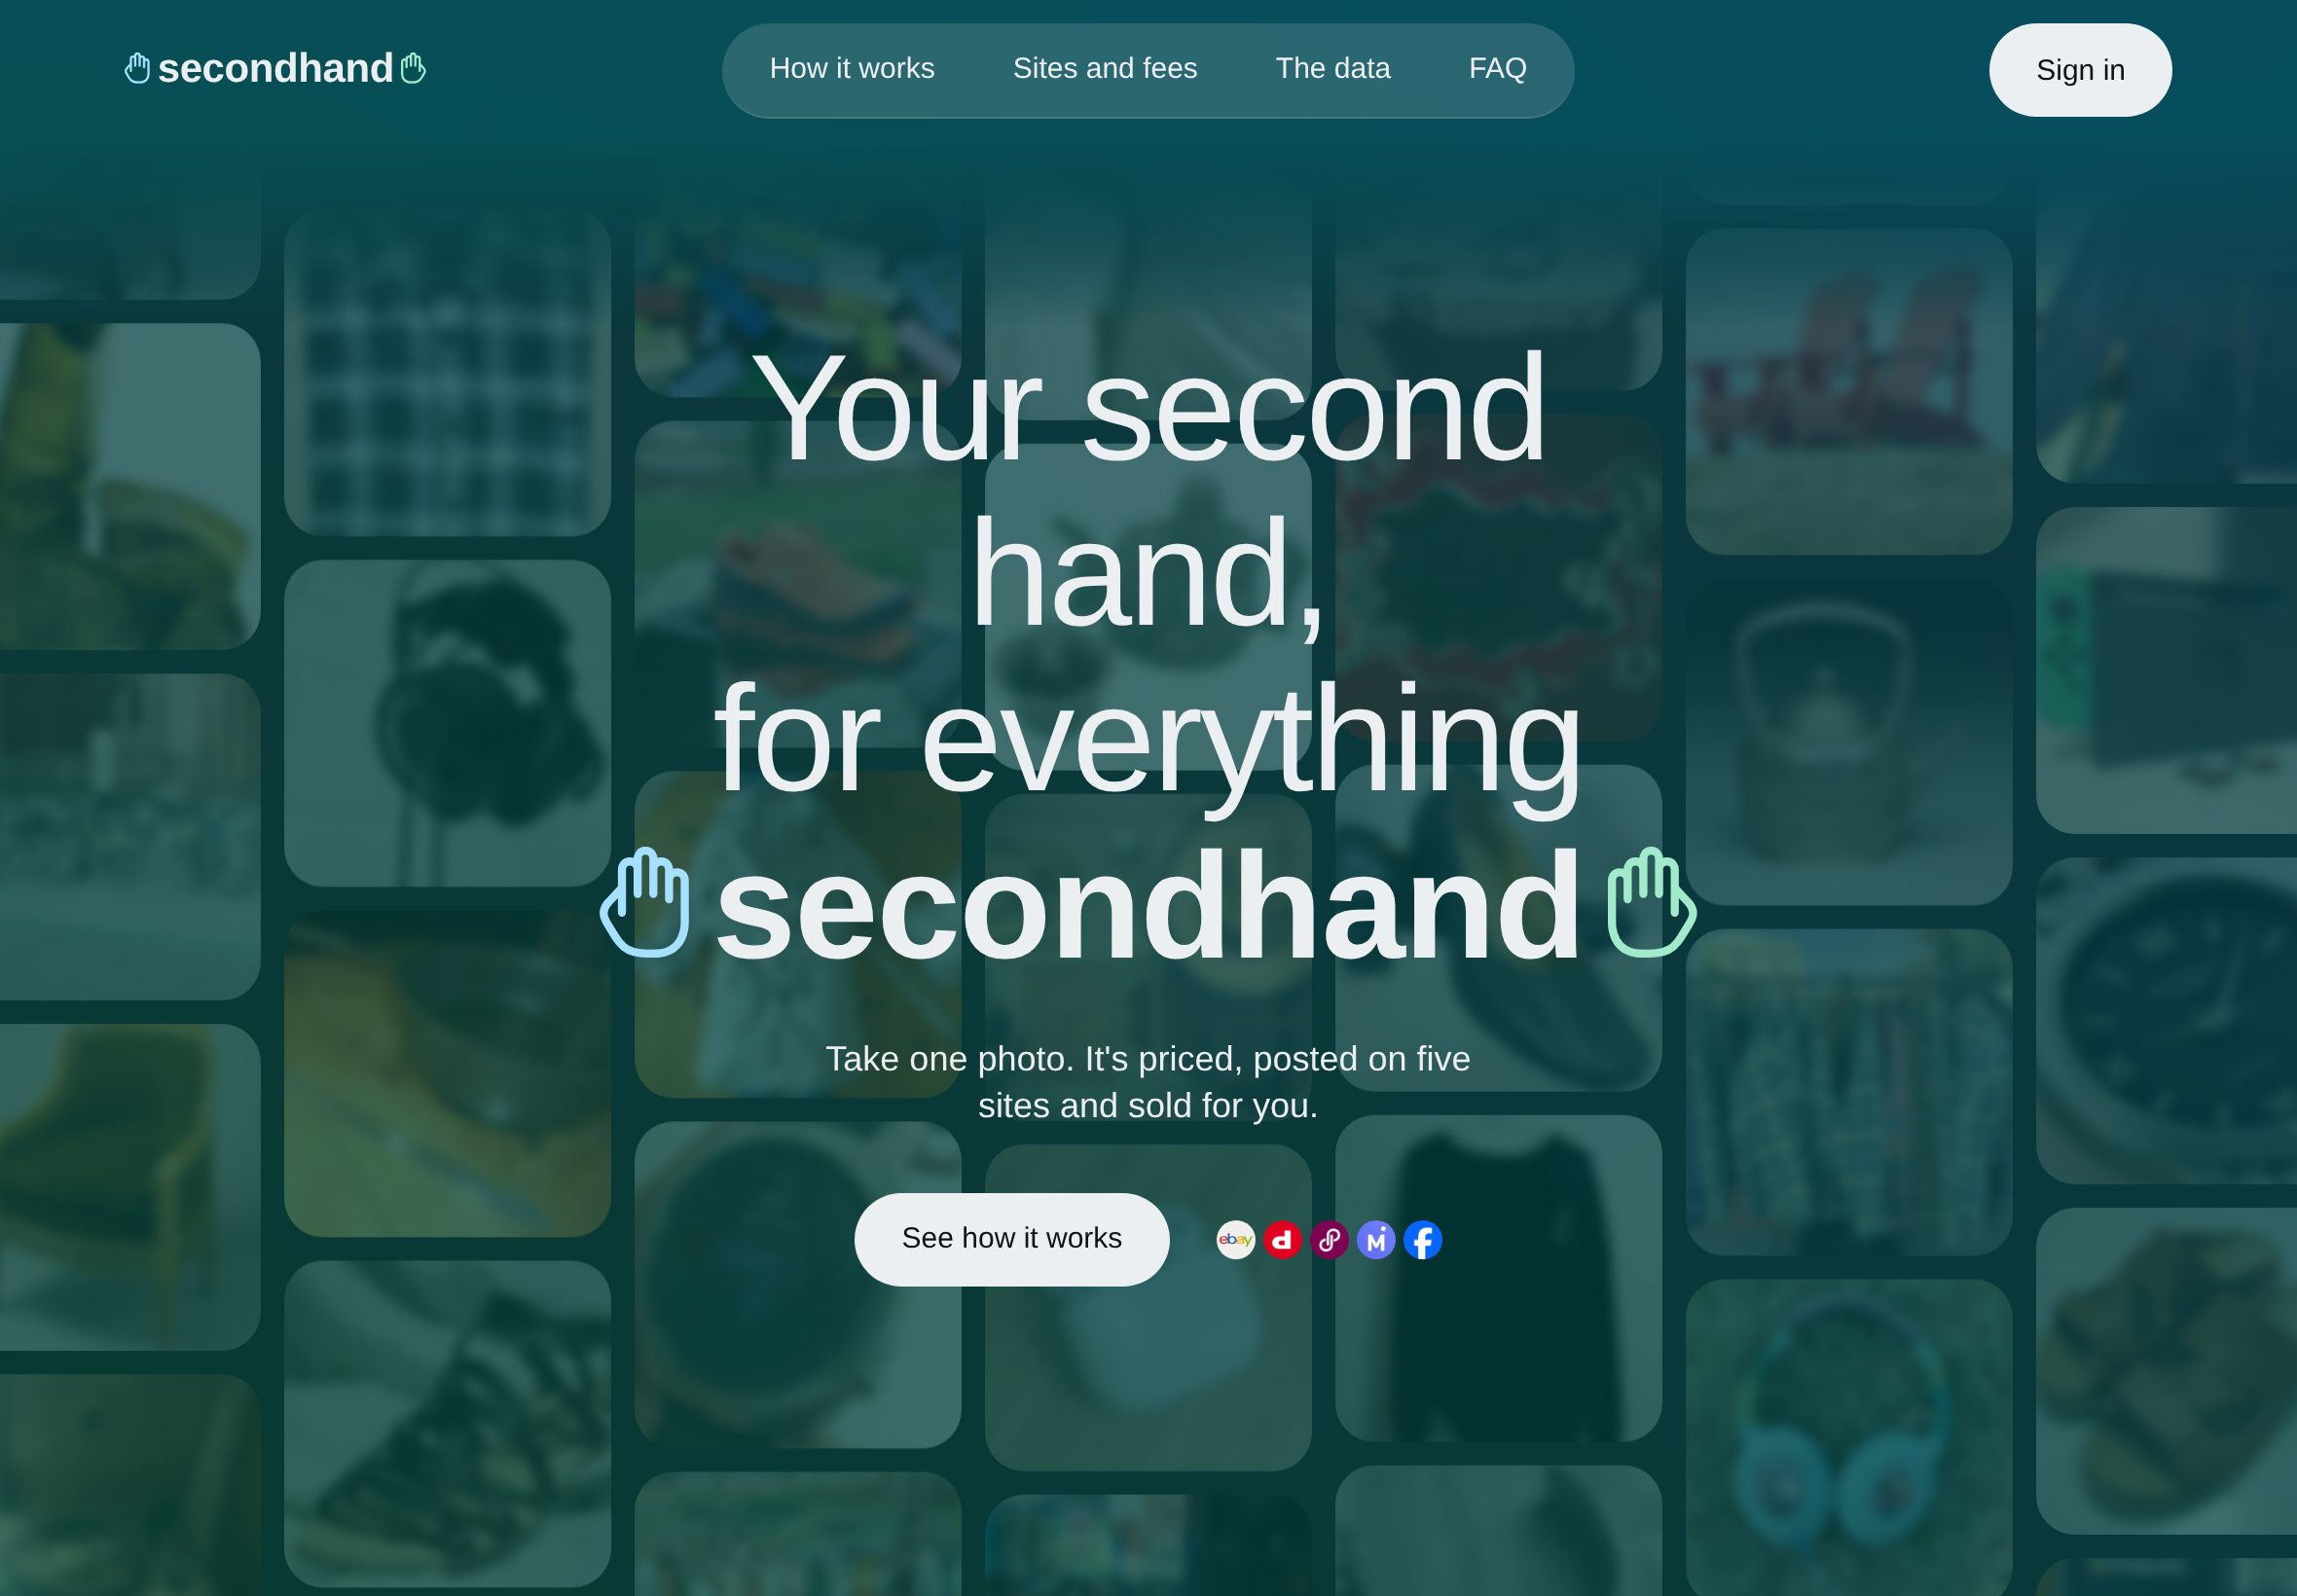 secondhand
How it works
Sites and fees
The data
FAQ
Sign in
Your second
hand,
for everything
secondhand
Take one photo. It's priced, posted on five
sites and sold for you.
See how it works
ebay